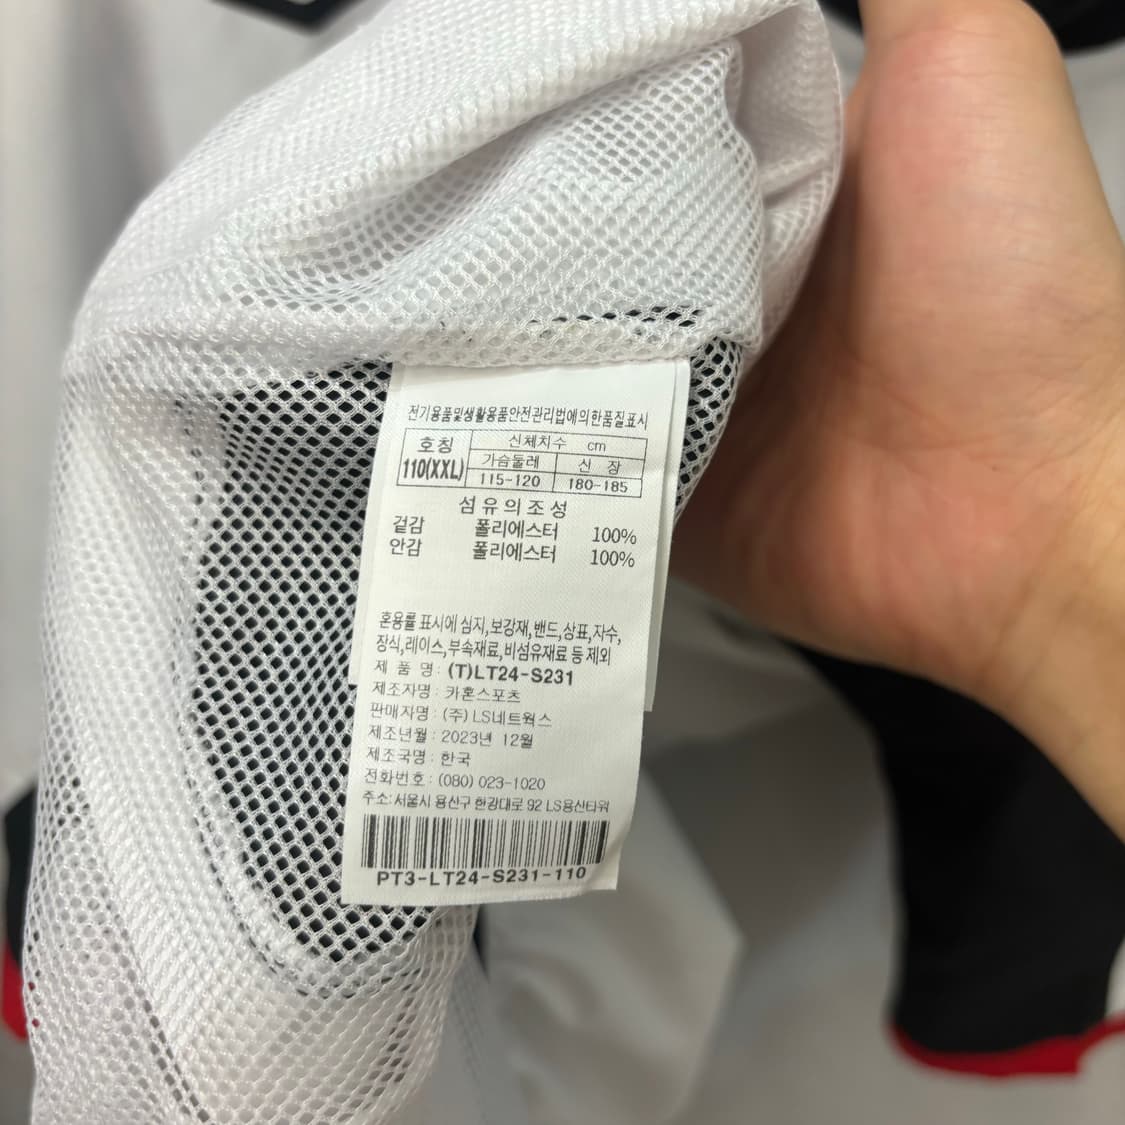 전기용품및생활용품안전관리법에의한품질표시
호칭 신체치수 cm
110(XXL) 가슴둘레 신 장
115-120 180-185
섬유의조성
겉감 폴리에스터 100%
안감 폴리에스터 100%
혼용률 표시에 심지,보강재,밴드,상표,자수,
장식,레이스,부속재료,비섬유재료 등 제외
제 품 명: (T)LT24-S231
제조자명 : 카혼스포츠
판매자명 : (주) LS네트웍스
제조년월 : 2023년 12월
제조국명 : 한국
전화번호 : (080) 023-1020
주소: 서울시 용산구 한강대로 92 LS용산타워
PT3-LT24-S231-110